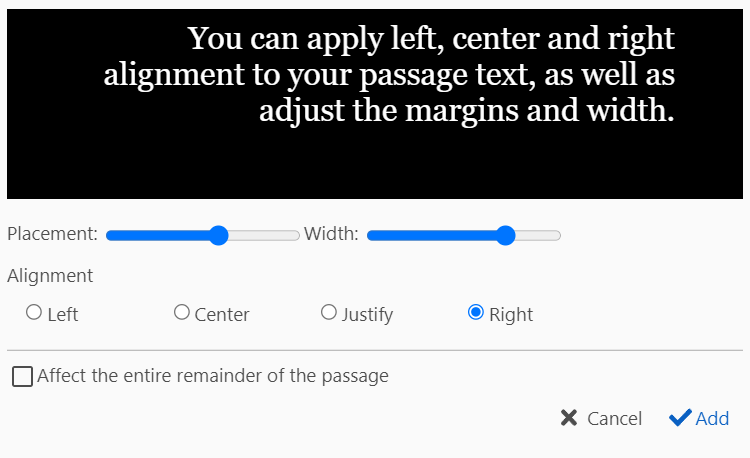 You can apply left, center and right
alignment to your passage text, as well as
adjust the margins and width.
Placement: Width:
Alignment
Left Center Justify Right
Affect the entire remainder of the passage
Cancel Add